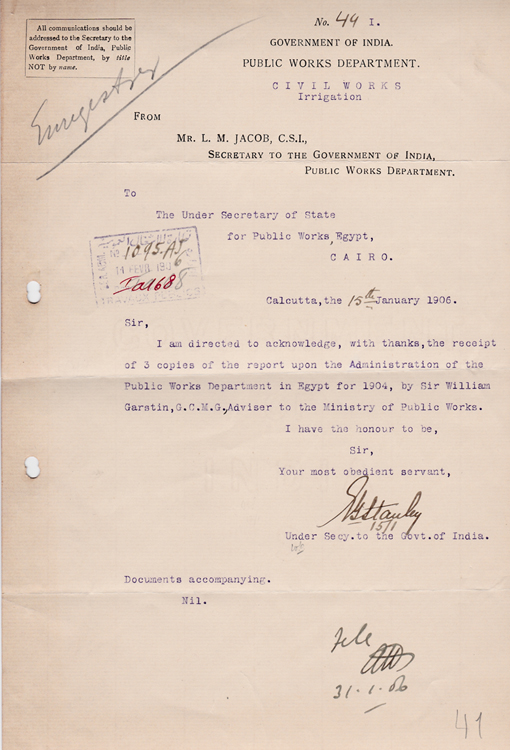 All communications should be
addressed to the Secretary to the
Government of India, Public
Works Department, by title
NOT by name.
No. 49 I.
GOVERNMENT OF INDIA.
PUBLIC WORKS DEPARTMENT.
CIVIL WORKS
Irrigation
Enregistrer
FROM
MR. L. M. JACOB, C.S.I.,
SECRETARY TO THE GOVERNMENT OF INDIA,
PUBLIC WORKS DEPARTMENT.
To
The Under Secretary of State
for Public Works, Egypt,
CAIRO.
1095 AJ
Calcutta, the 15th January 1906.
Sir,
I am directed to acknowledge, with thanks, the receipt
of 3 copies of the report upon the Administration of the
Public Works Department in Egypt for 1904, by Sir William
Garstin, G.C.M.G, Adviser to the Ministry of Public Works.
I have the honour to be,
Sir,
Your most obedient servant,
Stanley
15/1
Under Secy. to the Govt. of India.
Documents accompanying.
Nil.
File
31-1-06
41